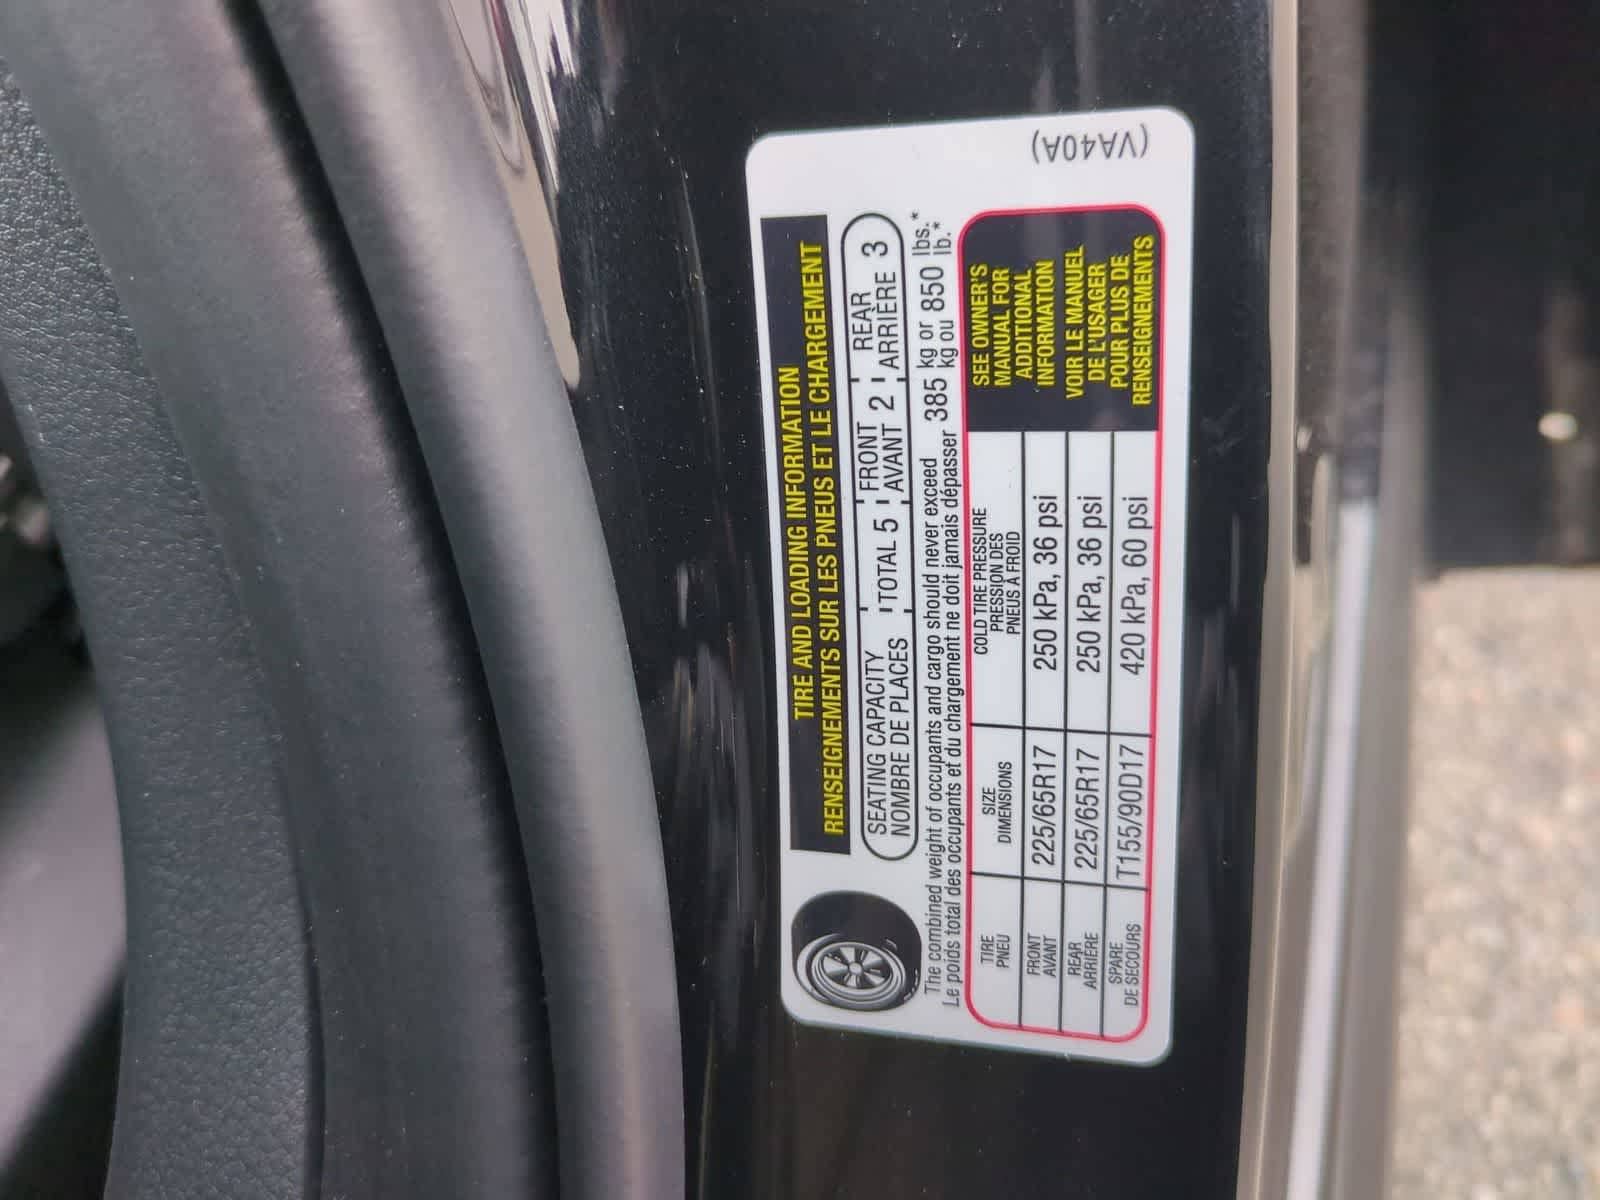 TIRE AND LOADING INFORMATION
RENSEIGNEMENTS SUR LES PNEUS ET LE CHARGEMENT
SEATING CAPACITY
NOMBRE DE PLACES
TOTAL 5
FRONT
AVANT 2
REAR
ARRIÈRE 3
The combined weight of occupants and cargo should never exceed 385 kg or 850 lbs.*
Le poids total des occupants et du chargement ne doit jamais dépasser 385 kg ou 850 lb.*
TIRE
PNEU
SIZE
DIMENSIONS
COLD TIRE PRESSURE
PRESSION DES
PNEUS À FROID
FRONT
AVANT
225/65R17
250 kPa, 36 psi
REAR
ARRIÈRE
225/65R17
250 kPa, 36 psi
SPARE
DE SECOURS
T155/90D17
420 kPa, 60 psi
SEE OWNER'S
MANUAL FOR
ADDITIONAL
INFORMATION
VOIR LE MANUEL
DE L'USAGER
POUR PLUS DE
RENSEIGNEMENTS
(VA40A)